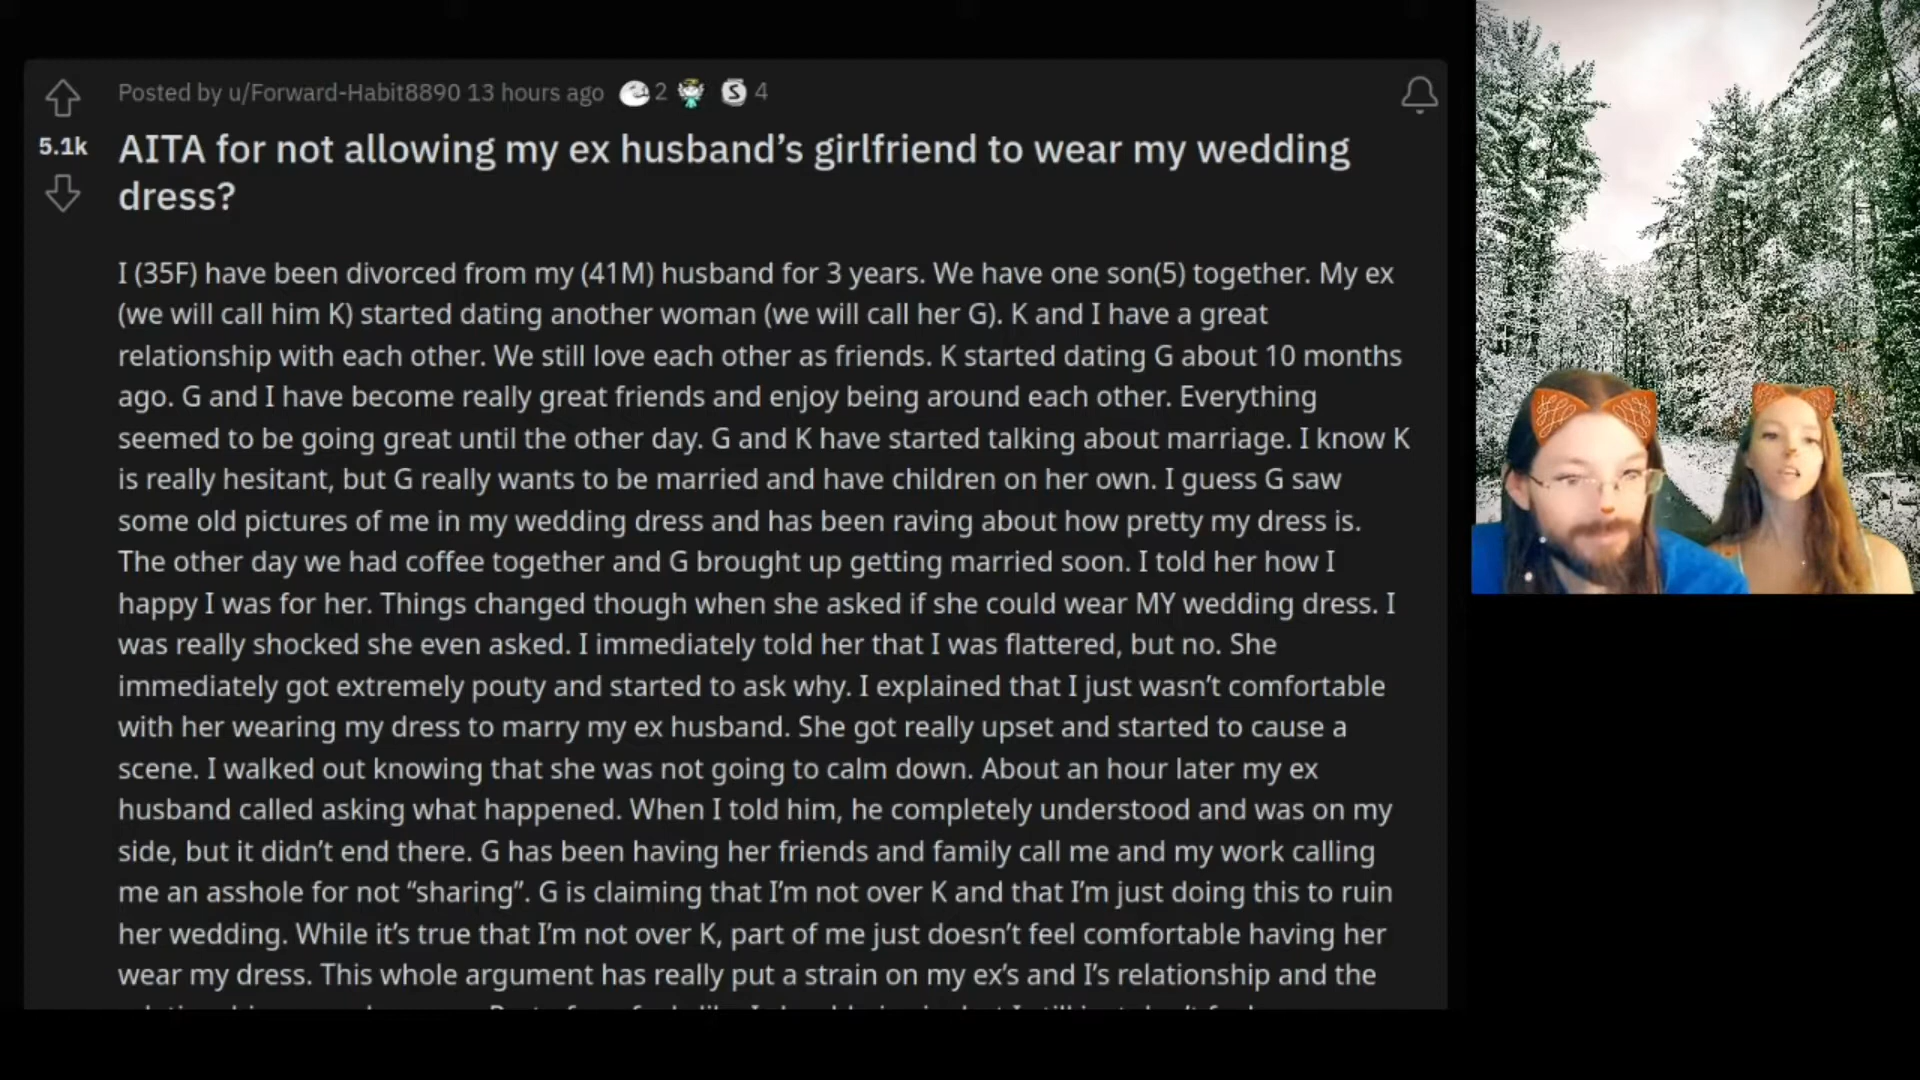 Posted by u/Forward-Habit8890 13 hours ago 2 4
5.1k
AITA for not allowing my ex husband’s girlfriend to wear my wedding
dress?
I (35F) have been divorced from my (41M) husband for 3 years. We have one son(5) together. My ex
(we will call him K) started dating another woman (we will call her G). K and I have a great
relationship with each other. We still love each other as friends. K started dating G about 10 months
ago. G and I have become really great friends and enjoy being around each other. Everything
seemed to be going great until the other day. G and K have started talking about marriage. I know K
is really hesitant, but G really wants to be married and have children on her own. I guess G saw
some old pictures of me in my wedding dress and has been raving about how pretty my dress is.
The other day we had coffee together and G brought up getting married soon. I told her how I
happy I was for her. Things changed though when she asked if she could wear MY wedding dress. I
was really shocked she even asked. I immediately told her that I was flattered, but no. She
immediately got extremely pouty and started to ask why. I explained that I just wasn’t comfortable
with her wearing my dress to marry my ex husband. She got really upset and started to cause a
scene. I walked out knowing that she was not going to calm down. About an hour later my ex
husband called asking what happened. When I told him, he completely understood and was on my
side, but it didn’t end there. G has been having her friends and family call me and my work calling
me an asshole for not “sharing”. G is claiming that I’m not over K and that I’m just doing this to ruin
her wedding. While it’s true that I’m not over K, part of me just doesn’t feel comfortable having her
wear my dress. This whole argument has really put a strain on my ex’s and I’s relationship and the